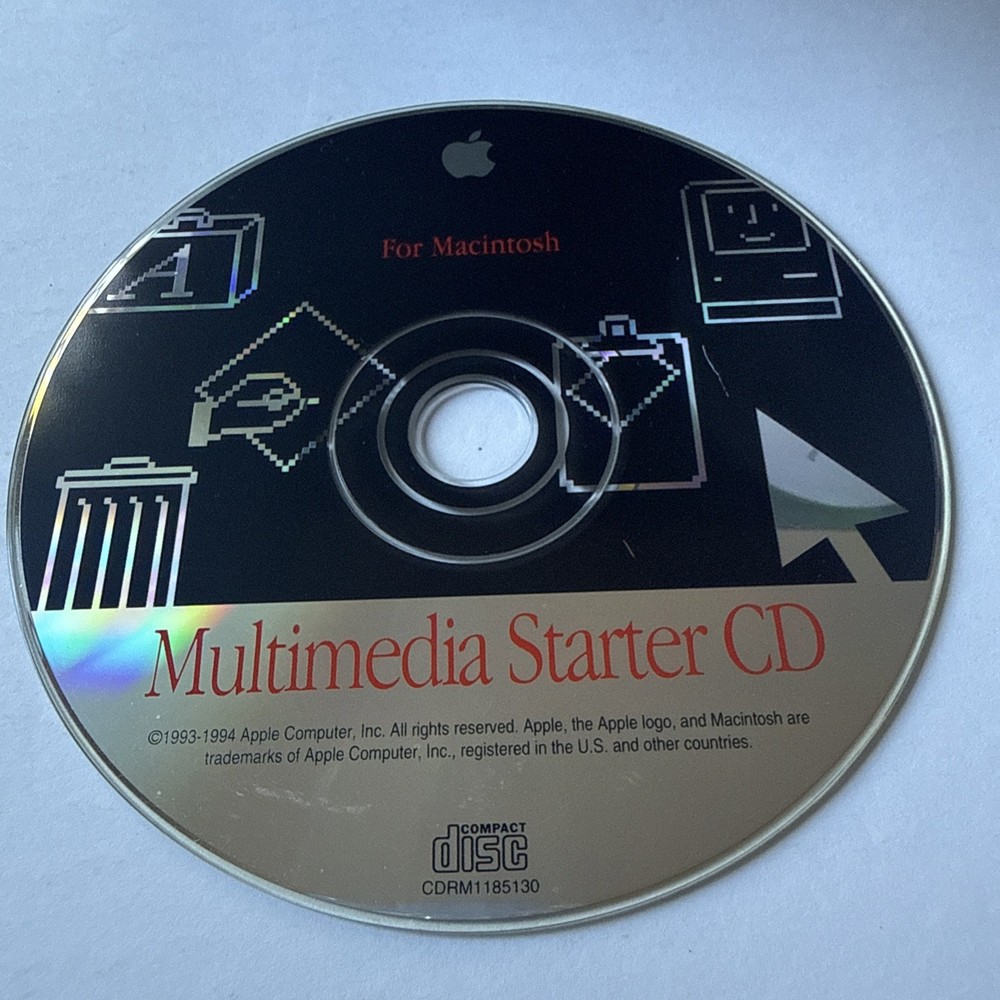 For Macintosh
A
Multimedia Starter CD
©1993-1994 Apple Computer, Inc. All rights reserved. Apple, the Apple logo, and Macintosh are
trademarks of Apple Computer, Inc., registered in the U.S. and other countries.
COMPACT
disc
CDRM1185130